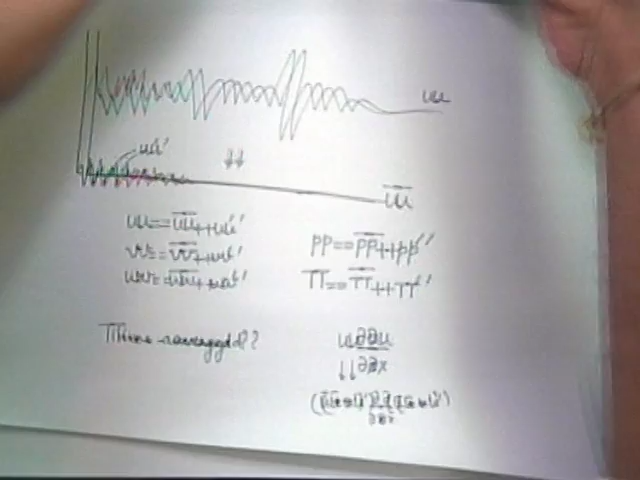 u
u'
ū
u = ū + u'
v = v̄ + v'
w = w̄ + w'
p = p̄ + p'
T = T̄ + T'
Time-averaged?
u ∂u
∂x
(ū + u') ∂(ū + u')
∂x